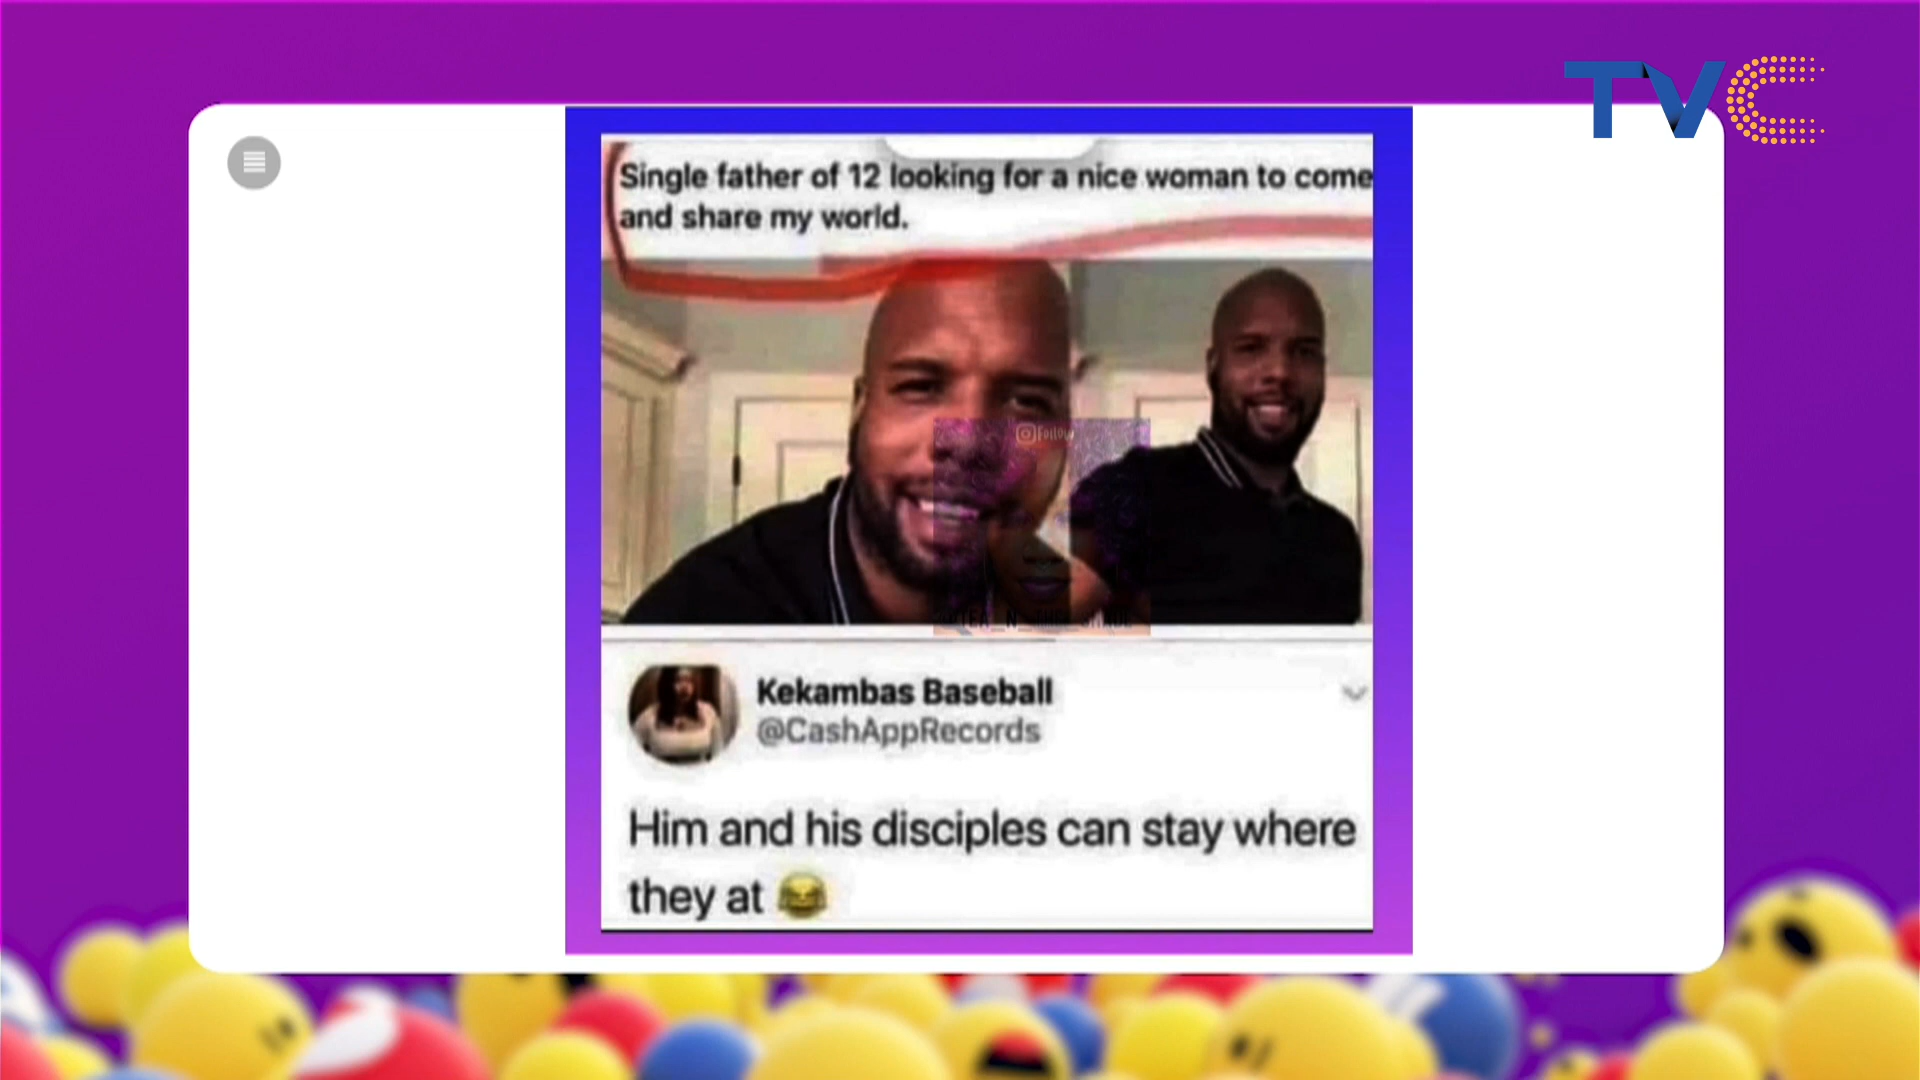 TVC
Single father of 12 looking for a nice woman to come
and share my world.
Follow
Kekambas Baseball
@CashAppRecords
Him and his disciples can stay where
they at 😂